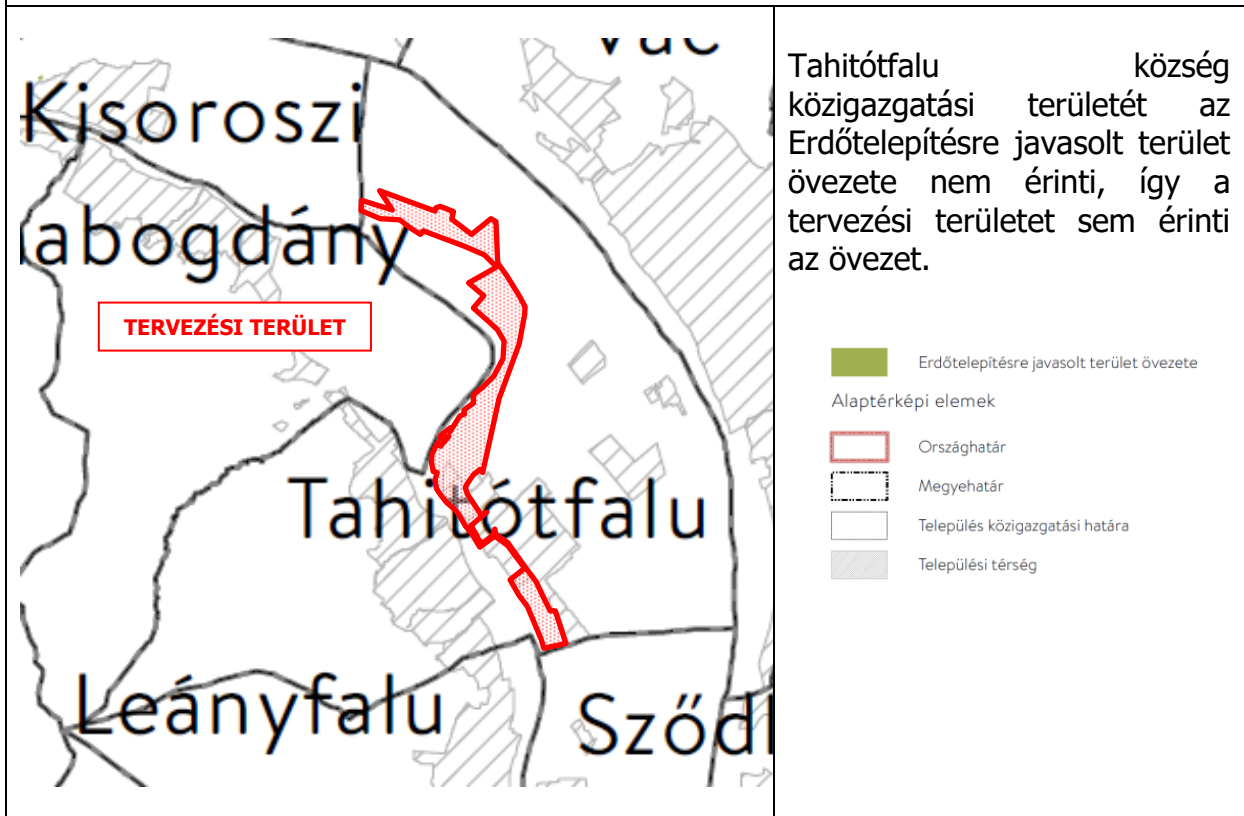 Vác
Kisoroszi
abogdány
TERVEZÉSI TERÜLET
Tahitótfalu
Leányfalu
Sződl
Tahitótfalu község
közigazgatási területét az
Erdőtelepítésre javasolt terület
övezete nem érinti, így a
tervezési területet sem érinti
az övezet.
Erdőtelepítésre javasolt terület övezete
Alaptérképi elemek
Országhatár
Megyehatár
Település közigazgatási határa
Települési térség